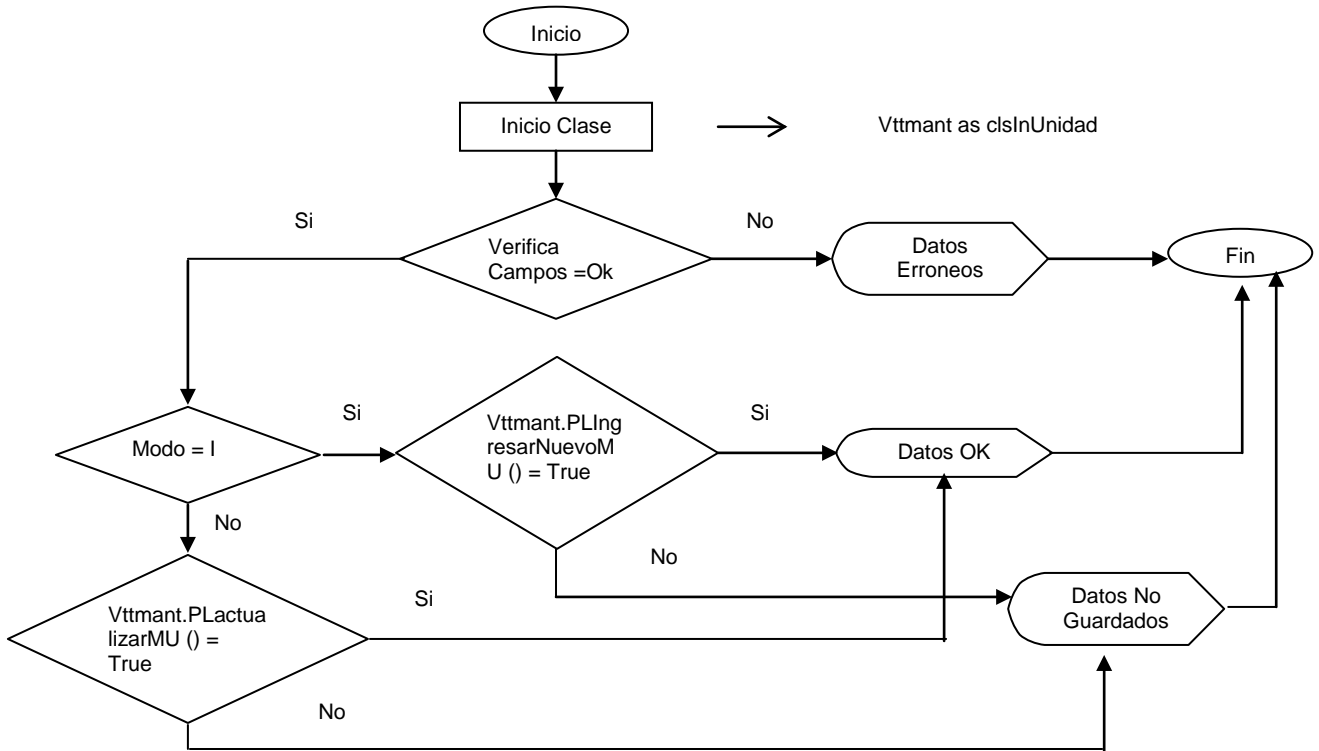 Inicio
Inicio Clase
Vttmant as clsInUnidad
Si
No
Verifica
Campos =Ok
Datos
Erroneos
Fin
Modo = I
Si
Vttmant.PLIng
resarNuevoM
U () = True
Si
Datos OK
No
No
Vttmant.PLactua
lizarMU () =
True
Si
Datos No
Guardados
No